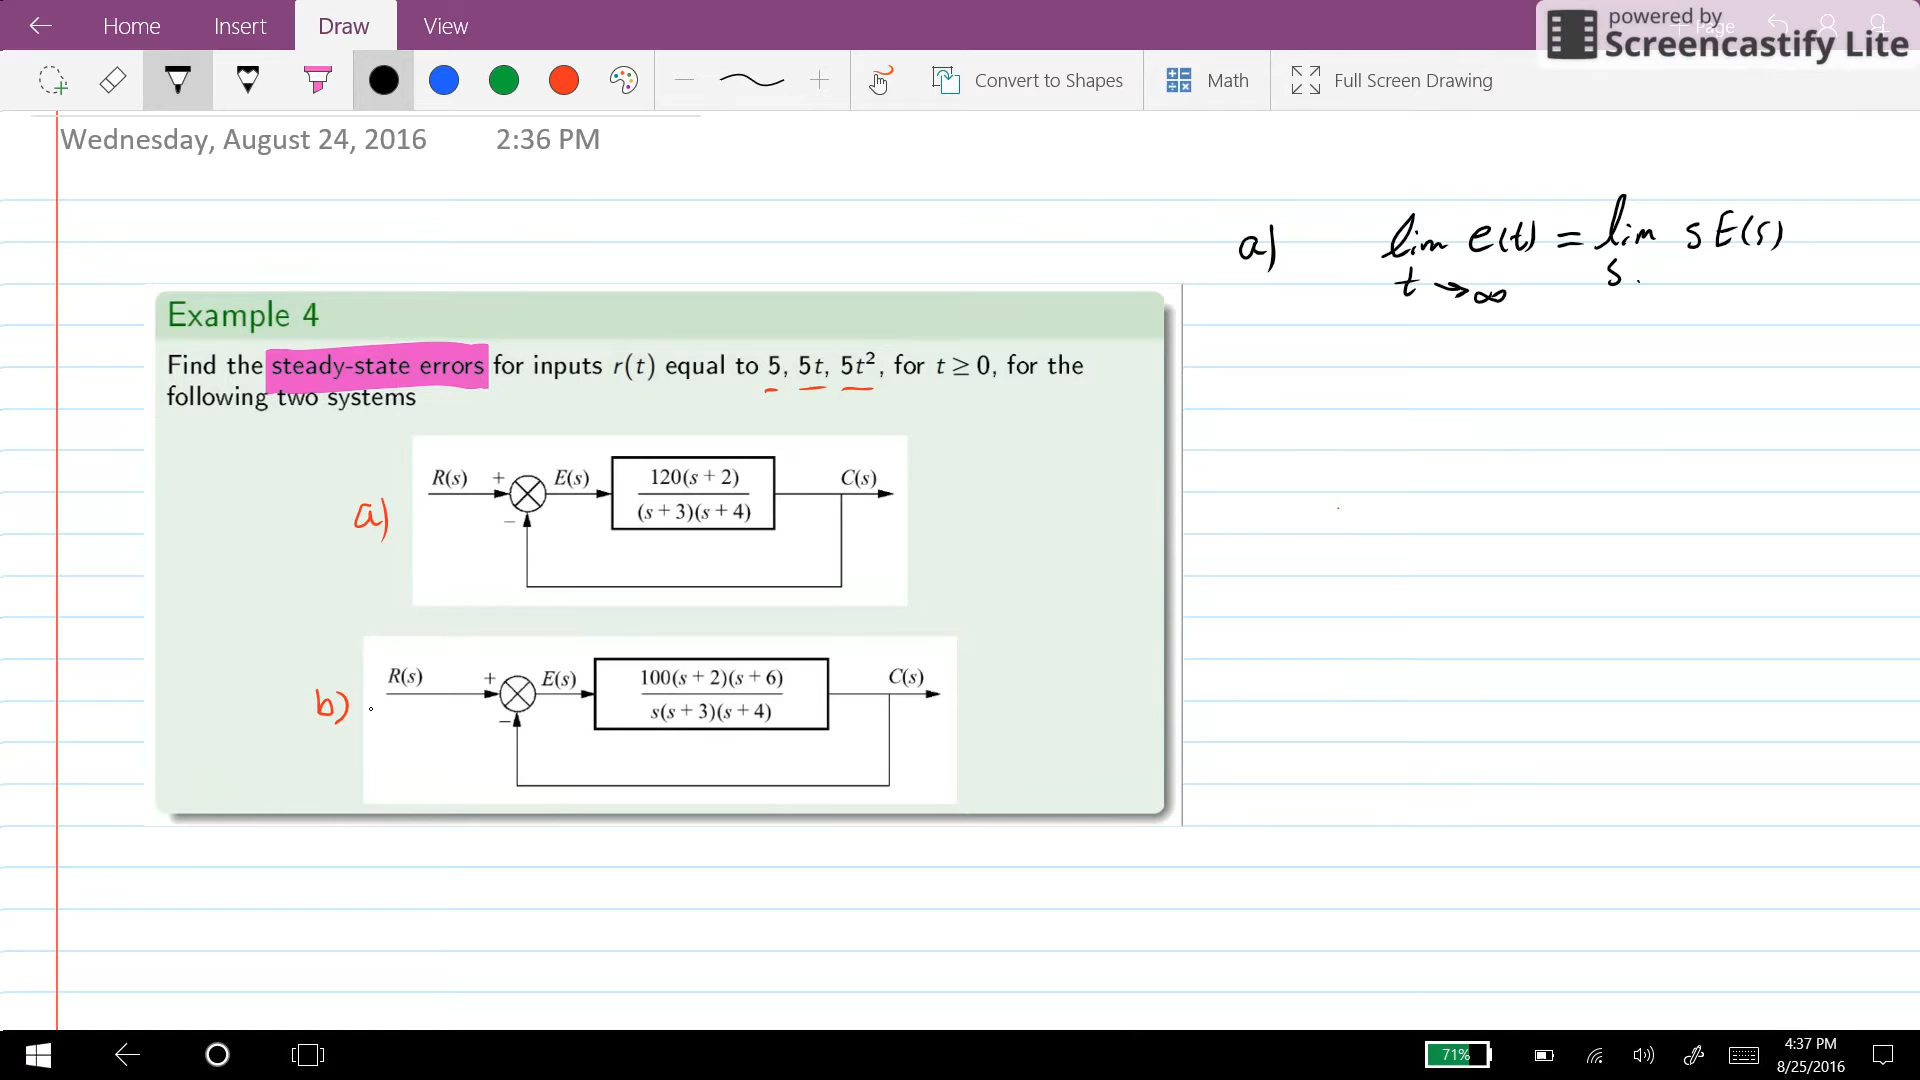 Home Insert Draw View
powered by
Screencastify Lite
Convert to Shapes Math Full Screen Drawing
Wednesday, August 24, 2016 2:36 PM
a) lim e(t) = lim s E(s)
t → ∞ s
Example 4
Find the steady-state errors for inputs r(t) equal to 5, 5t, 5t², for t ≥ 0, for the
following two systems
a)
R(s) + E(s) 120(s + 2) C(s)
− (s + 3)(s + 4)
b)
R(s) + E(s) 100(s + 2)(s + 6) C(s)
− s(s + 3)(s + 4)
71%
4:37 PM
8/25/2016